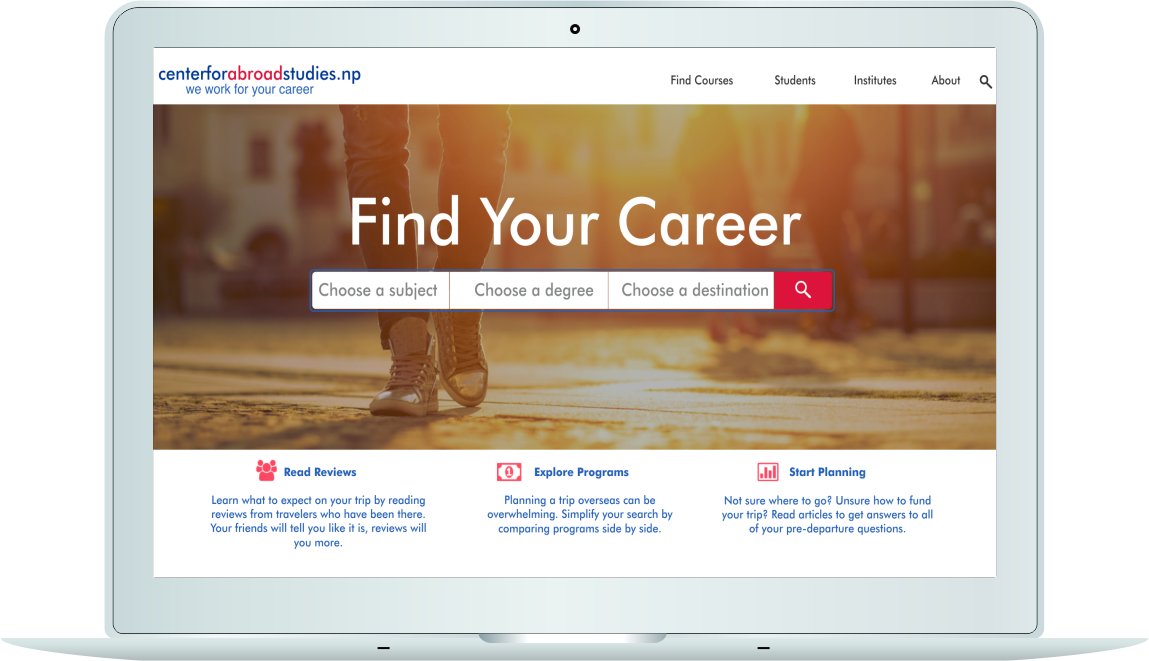 centerforabroadstudies.np
we work for your career
Find Courses Students Institutes About
Find Your Career
Choose a subject Choose a degree Choose a destination
Read Reviews
Learn what to expect on your trip by reading
reviews from travelers who have been there.
Your friends will tell you like it is, reviews will
you more.
Explore Programs
Planning a trip overseas can be
overwhelming. Simplify your search by
comparing programs side by side.
Start Planning
Not sure where to go? Unsure how to fund
your trip? Read articles to get answers to all
of your pre-departure questions.